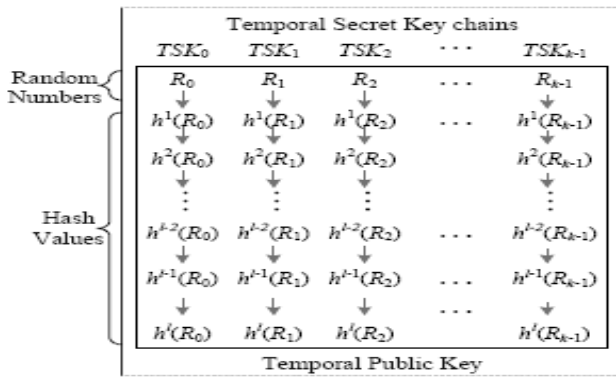 Temporal Secret Key chains
TSK₀ TSK₁ TSK₂ ··· TSKₖ₋₁
Random Numbers
R₀ R₁ R₂ Rₖ₋₁
h¹(R₀) h¹(R₁) h¹(R₂) ... h¹(Rₖ₋₁)
h²(R₀) h²(R₁) h²(R₂) h²(Rₖ₋₁)
⋮ ⋮ ⋮ ⋮
Hash Values
hˡ⁻²(R₀) hˡ⁻²(R₁) hˡ⁻²(R₂) ... hˡ⁻²(Rₖ₋₁)
hˡ⁻¹(R₀) hˡ⁻¹(R₁) hˡ⁻¹(R₂) ... hˡ⁻¹(Rₖ₋₁)
hˡ(R₀) hˡ(R₁) hˡ(R₂) ... hˡ(Rₖ₋₁)
Temporal Public Key